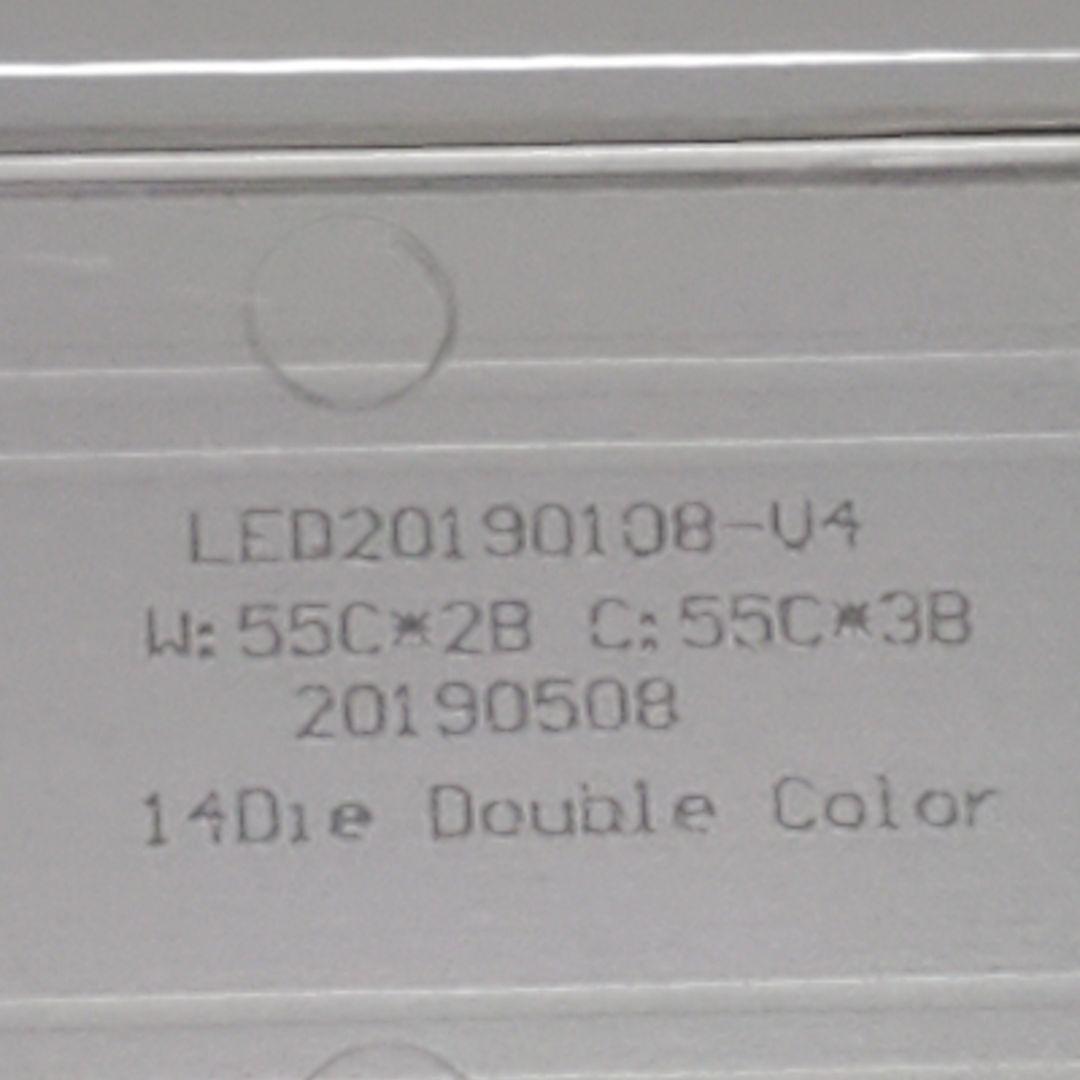 LED20190108-V4
W:55C*2B C:55C*3B
20190508
14Die Double Color